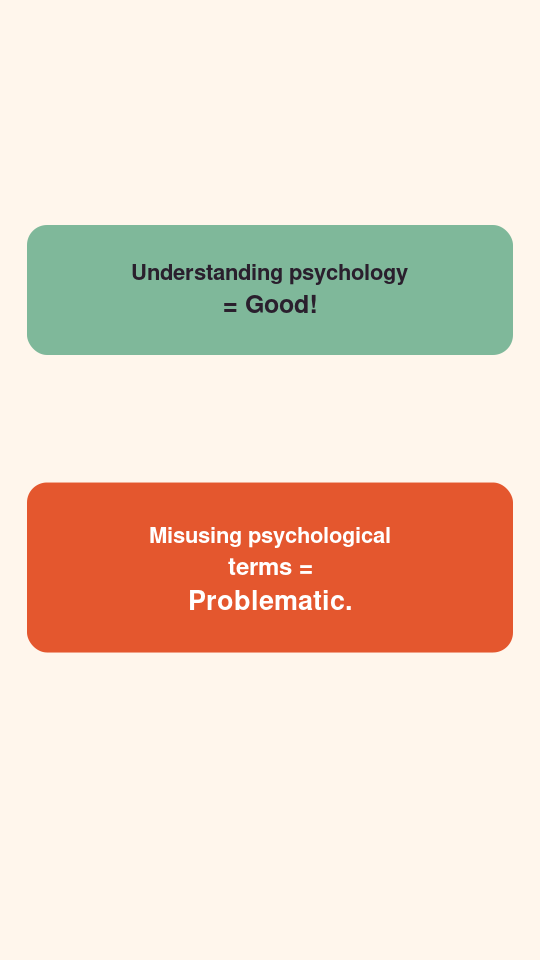 Understanding psychology
= Good!
Misusing psychological
terms =
Problematic.